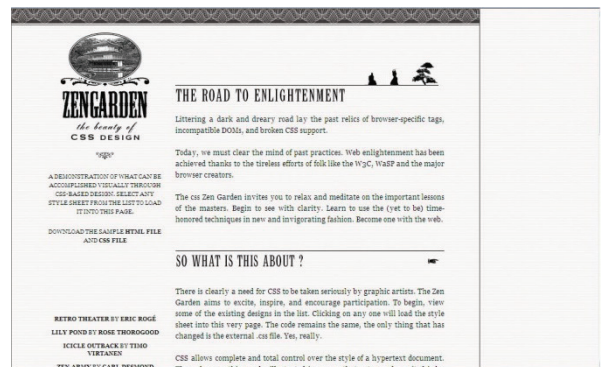 ZENGARDEN
the beauty of
CSS DESIGN
A DEMONSTRATION OF WHAT CAN BE
ACCOMPLISHED VISUALLY THROUGH
CSS-BASED DESIGN. SELECT ANY
STYLE SHEET FROM THE LIST TO LOAD
IT INTO THIS PAGE.
DOWNLOAD THE SAMPLE HTML FILE
AND CSS FILE
RETRO THEATER BY ERIC ROGÉ
LILY POND BY ROSE THOROGOOD
ICICLE OUTBACK BY TIMO
VIRTANEN
ZEN ARMY BY CARL DESMOND
THE ROAD TO ENLIGHTENMENT
Littering a dark and dreary road lay the past relics of browser-specific tags,
incompatible DOMs, and broken CSS support.
Today, we must clear the mind of past practices. Web enlightenment has been
achieved thanks to the tireless efforts of folk like the W3C, WaSP and the major
browser creators.
The css Zen Garden invites you to relax and meditate on the important lessons
of the masters. Begin to see with clarity. Learn to use the (yet to be) time-
honored techniques in new and invigorating fashion. Become one with the web.
SO WHAT IS THIS ABOUT ?
There is clearly a need for CSS to be taken seriously by graphic artists. The Zen
Garden aims to excite, inspire, and encourage participation. To begin, view
some of the existing designs in the list. Clicking on any one will load the style
sheet into this very page. The code remains the same, the only thing that has
changed is the external .css file. Yes, really.
CSS allows complete and total control over the style of a hypertext document.